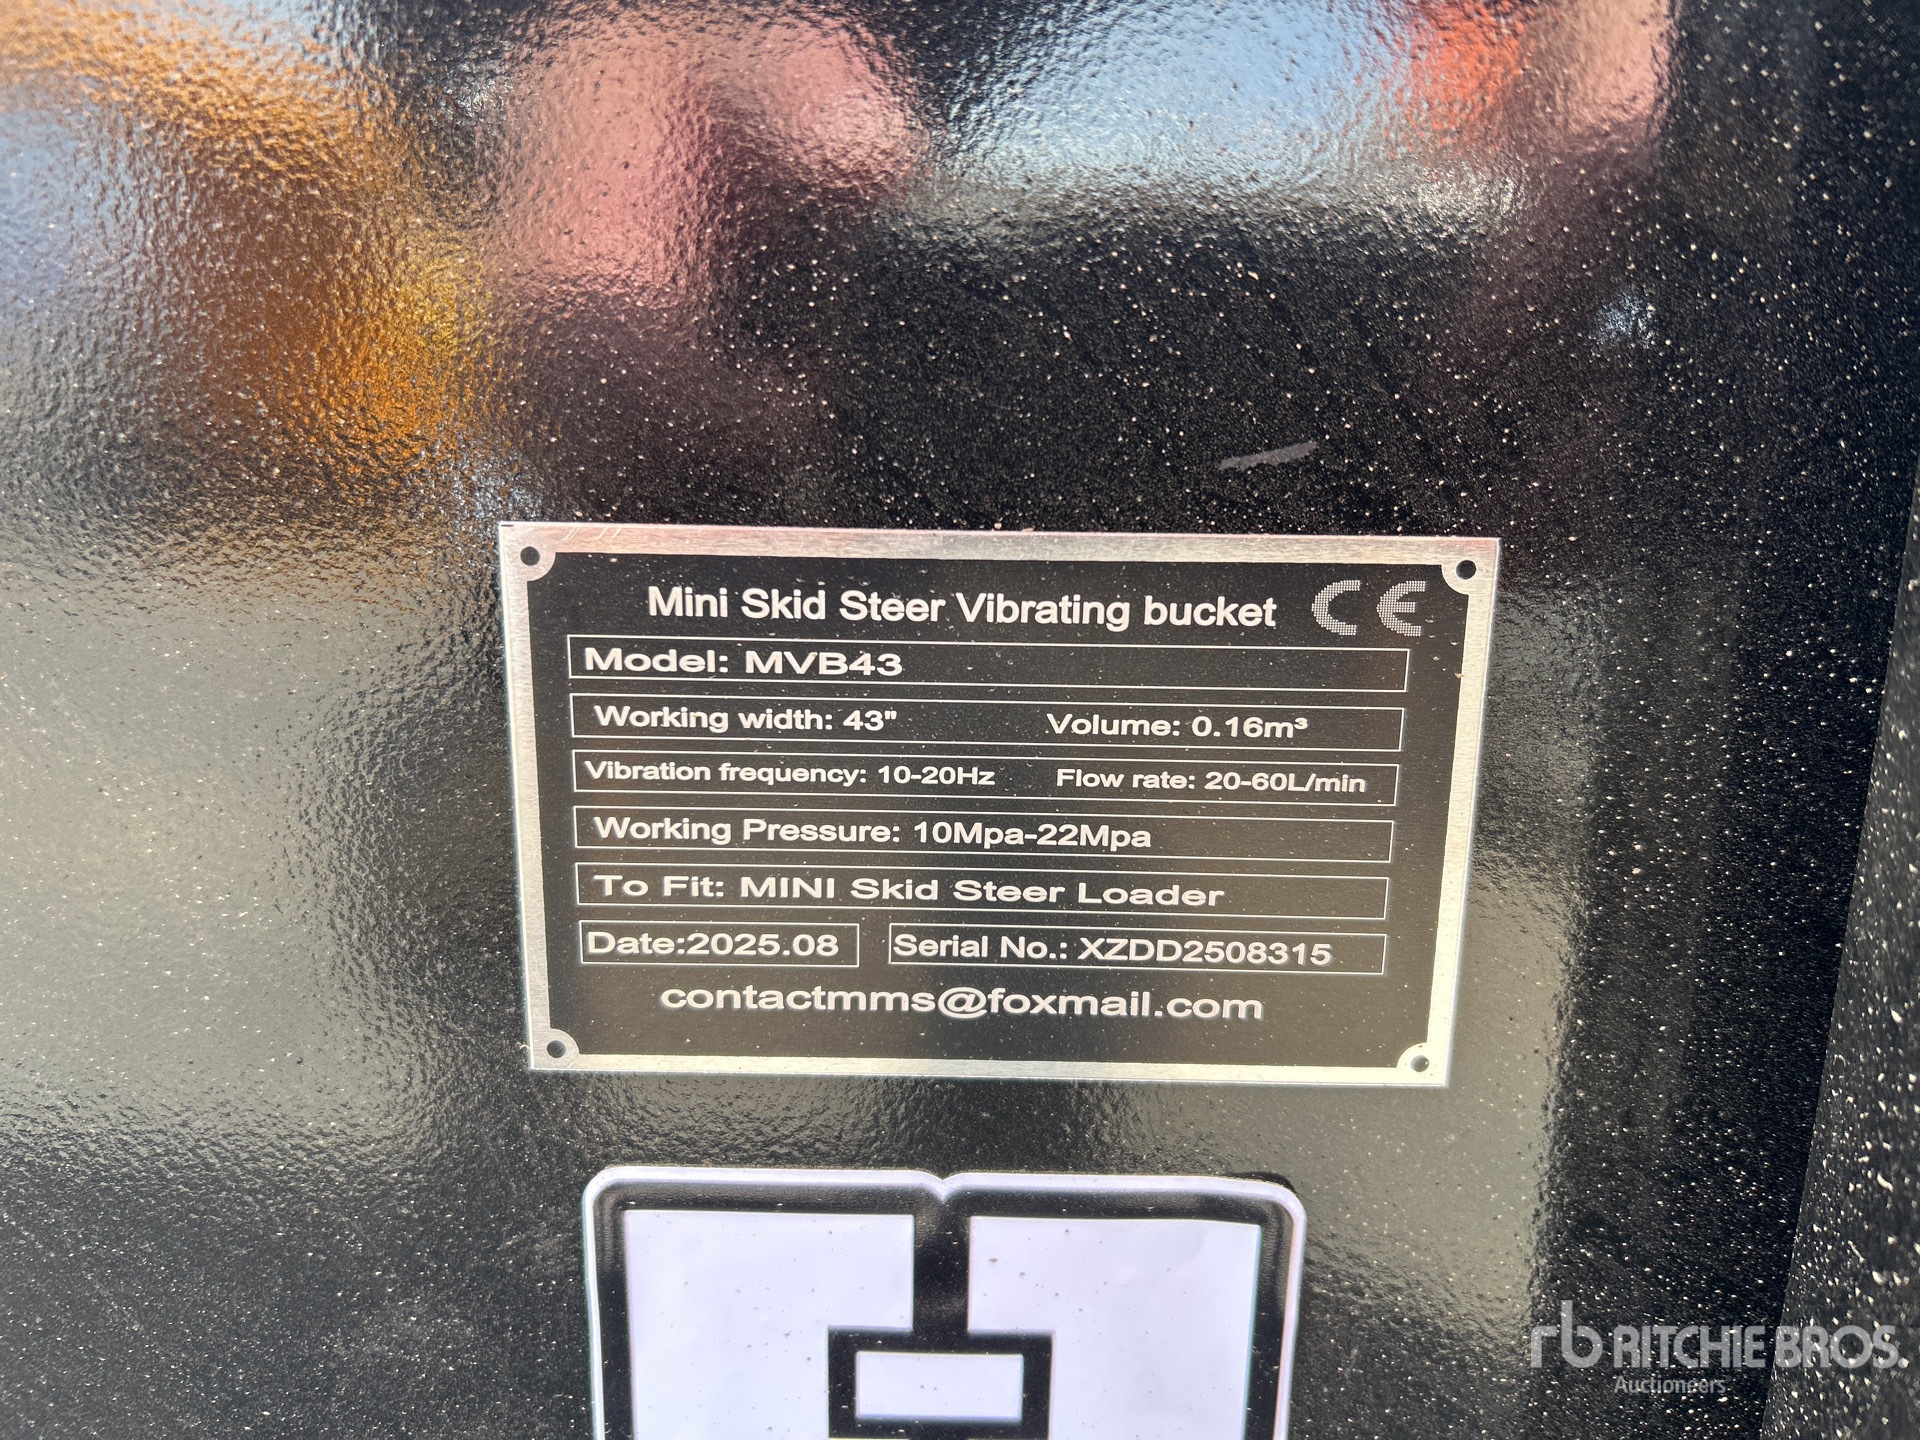 Mini Skid Steer Vibrating bucket CE
Model: MVB43
Working width: 43" Volume: 0.16m³
Vibration frequency: 10-20Hz Flow rate: 20-60L/min
Working Pressure: 10Mpa-22Mpa
To Fit: MINI Skid Steer Loader
Date:2025.08 Serial No.: XZDD2508315
contactmms@foxmail.com
rb RITCHIE BROS.
Auctioneers